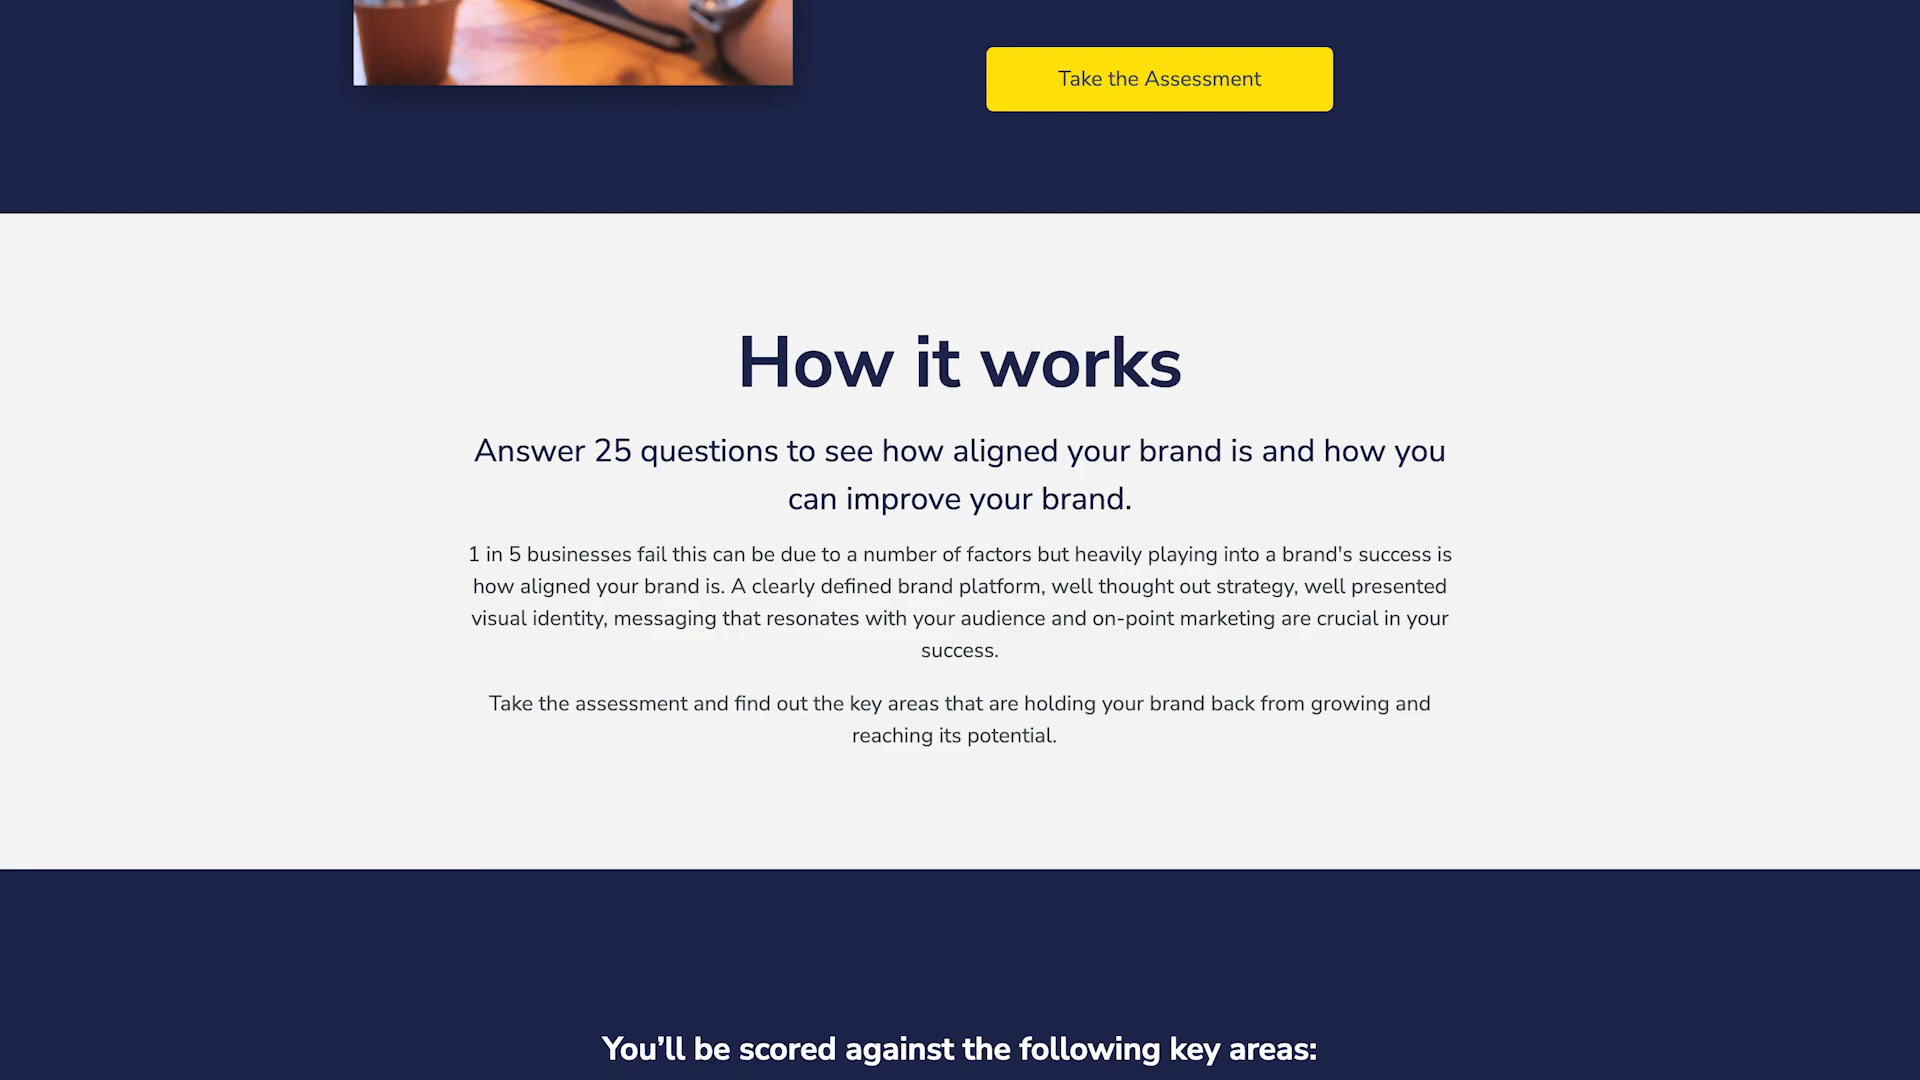 Take the Assessment
How it works
Answer 25 questions to see how aligned your brand is and how you
can improve your brand.
1 in 5 businesses fail this can be due to a number of factors but heavily playing into a brand's success is
how aligned your brand is. A clearly defined brand platform, well thought out strategy, well presented
visual identity, messaging that resonates with your audience and on-point marketing are crucial in your
success.
Take the assessment and find out the key areas that are holding your brand back from growing and
reaching its potential.
You’ll be scored against the following key areas: